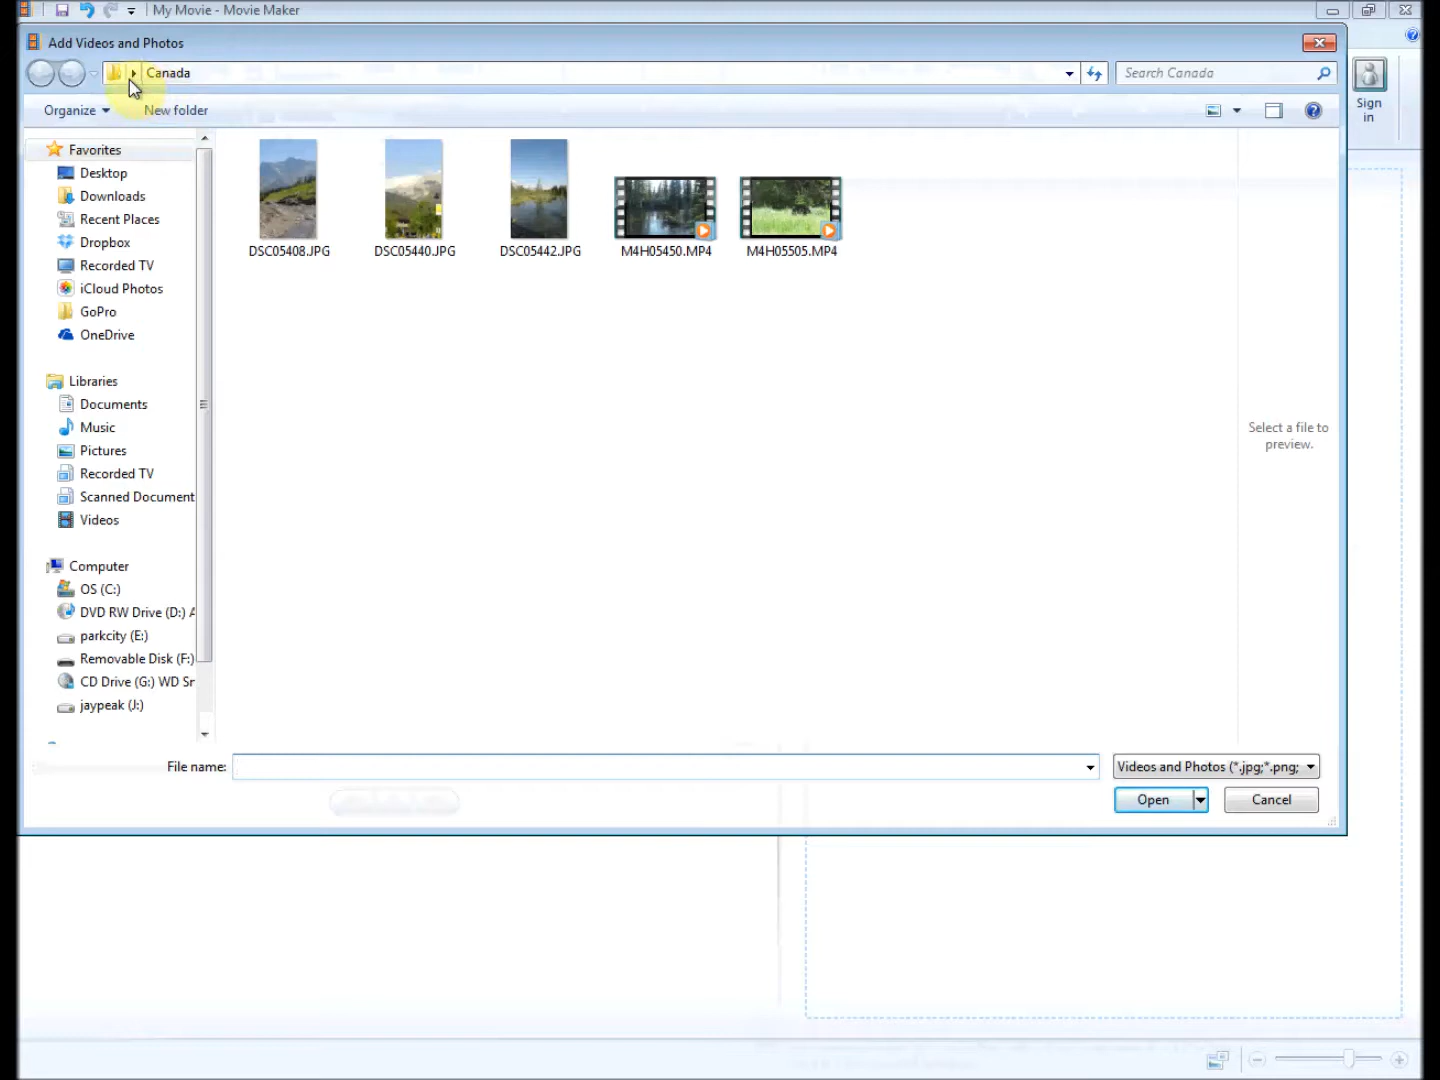 My Movie - Movie Maker
Add Videos and Photos
Canada
Search Canada
Organize
New folder
Sign
in
Favorites
Desktop
Downloads
Recent Places
Dropbox
Recorded TV
iCloud Photos
GoPro
OneDrive
Libraries
Documents
Music
Pictures
Recorded TV
Scanned Document
Videos
Computer
OS (C:)
DVD RW Drive (D:) A
parkcity (E:)
Removable Disk (F:)
CD Drive (G:) WD Sm
jaypeak (J:)
DSC05408.JPG
DSC05440.JPG
DSC05442.JPG
M4H05450.MP4
M4H05505.MP4
Select a file to
preview.
File name:
Videos and Photos (*.jpg;*.png;
Open
Cancel